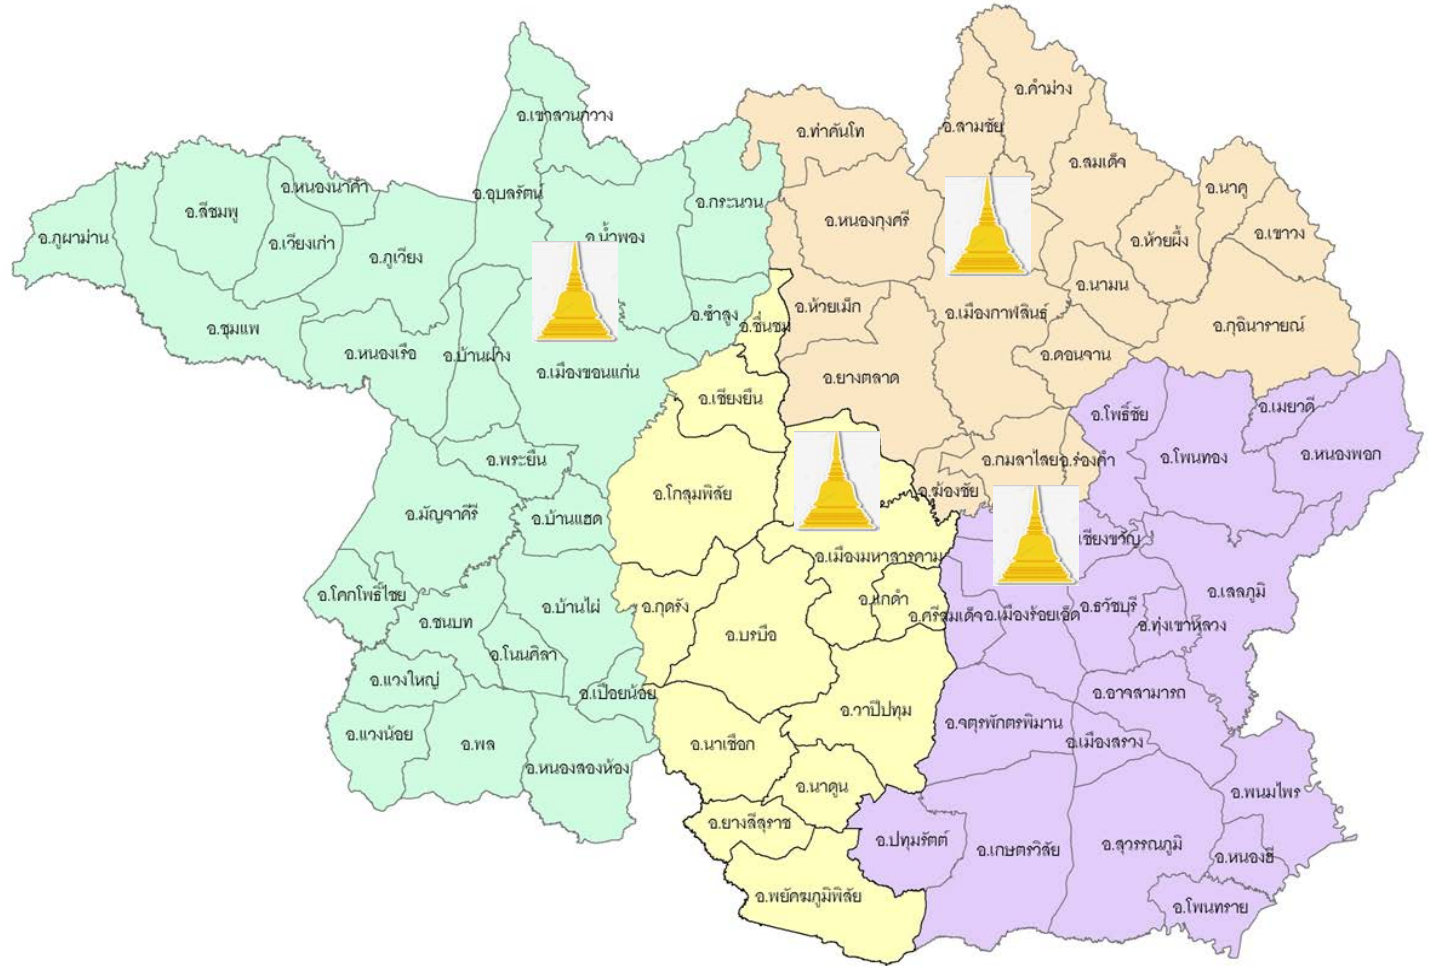 อ.คำม่วง
อ.เขาสวนกวาง
อ.ท่าคันโท
อ.สามชัย
อ.สมเด็จ
อ.หนองนาคำ
อ.อุบลรัตน์
อ.กระนวน
อ.นาคู
อ.สีชมพู
อ.หนองกุงศรี
อ.ภูผาม่าน
อ.เวียงเก่า
อ.น้ำพอง
อ.ห้วยผึ้ง
อ.เขาวง
อ.ภูเวียง
อ.นามน
อ.ห้วยเม็ก
อ.ซำสูง
อ.ชื่นชม
อ.เมืองกาฬสินธุ์
อ.กุฉินารายณ์
อ.ชุมแพ
อ.หนองเรือ
อ.บ้านฝาง
อ.เมืองขอนแก่น
อ.ดอนจาน
อ.ยางตลาด
อ.เชียงยืน
อ.โพธิ์ชัย
อ.เมยวดี
อ.พระยืน
อ.กมลาไสย
อ.ร่องคำ
อ.โพนทอง
อ.หนองพอก
อ.โกสุมพิสัย
อ.ฆ้องชัย
อ.มัญจาคีรี
อ.บ้านแฮด
เชียงขวัญ
อ.เมืองมหาสารคาม
อ.โคกโพธิ์ไชย
อ.ชนบท
อ.บ้านไผ่
อ.กุดรัง
อ.แกดำ
อ.ศรีสมเด็จ
อ.เมืองร้อยเอ็ด
อ.ธวัชบุรี
อ.เสลภูมิ
อ.ทุ่งเขาหลวง
อ.บรบือ
อ.โนนศิลา
อ.แวงใหญ่
อ.เปือยน้อย
อ.อาจสามารถ
อ.วาปีปทุม
อ.จตุรพักตรพิมาน
อ.แวงน้อย
อ.พล
อ.นาเชือก
อ.เมืองสรวง
อ.หนองสองห้อง
อ.นาดูน
อ.พนมไพร
อ.ยางสีสุราช
อ.ปทุมรัตต์
อ.เกษตรวิสัย
อ.สุวรรณภูมิ
อ.หนองฮี
อ.พยัคฆภูมิพิสัย
อ.โพนทราย